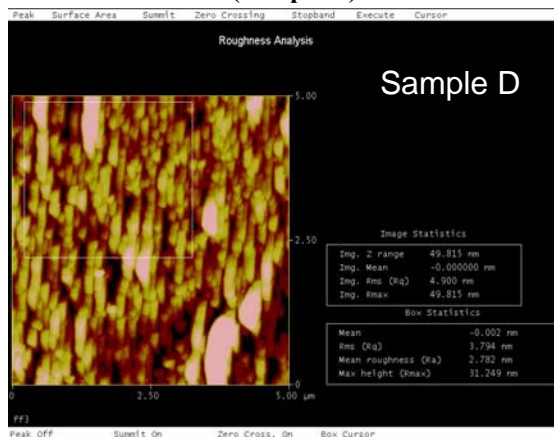 Peak Surface Area Summit Zero Crossing Stopband Execute Cursor
Roughness Analysis
Sample D
5.00
2.50
0
0 2.50 5.00 µm
Image Statistics
Img. Z range 49.815 nm
Img. Mean -0.000000 nm
Img. Rms (Rq) 4.900 nm
Img. Rmax 49.815 nm
Box Statistics
Mean -0.002 nm
Rms (Rq) 3.794 nm
Mean roughness (Ra) 2.782 nm
Max height (Rmax) 31.249 nm
ff3
Peak Off Summit On Zero Cross. On Box Cursor